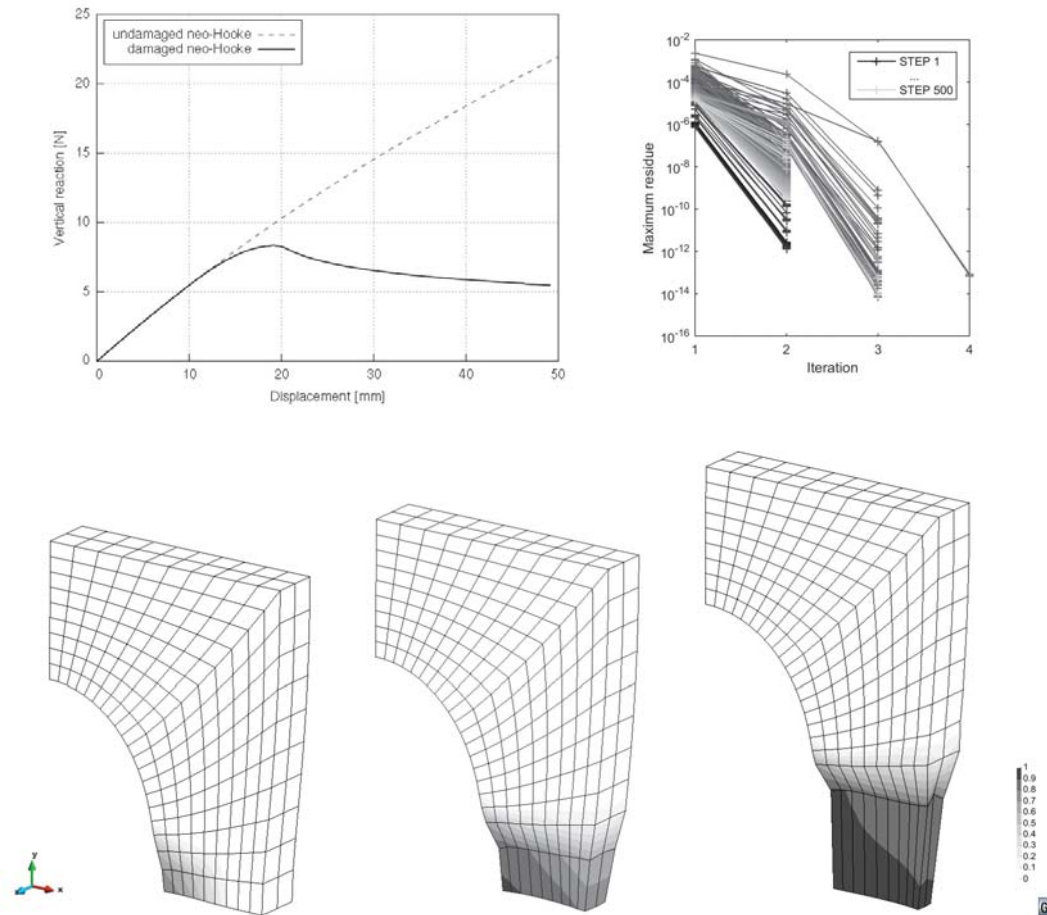 25
20
15
10
5
0
Vertical reaction [N]
undamaged neo-Hooke
damaged neo-Hooke
0 10 20 30 40 50
Displacement [mm]
10-2
10-4
10-6
10-8
10-10
10-12
10-14
10-16
Maximum residue
STEP 1
...
STEP 500
1 2 3 4
Iteration
y
x
1
0.9
0.8
0.7
0.6
0.5
0.4
0.3
0.2
0.1
0